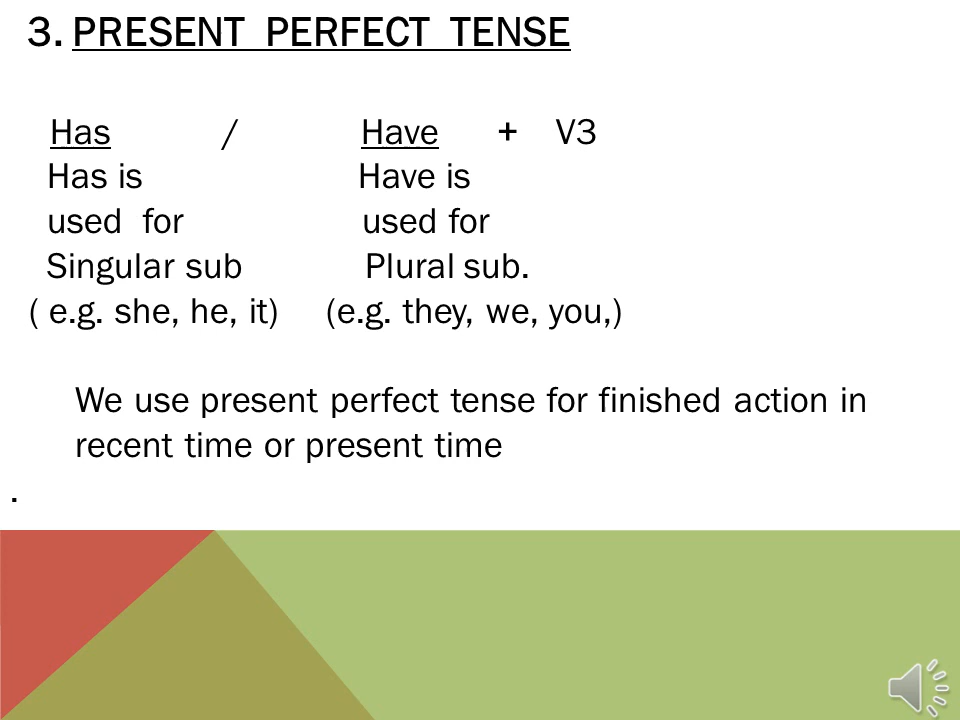 3. PRESENT PERFECT TENSE
Has / Have + V3
Has is Have is
used for used for
Singular sub Plural sub.
( e.g. she, he, it) (e.g. they, we, you,)
We use present perfect tense for finished action in
recent time or present time
.